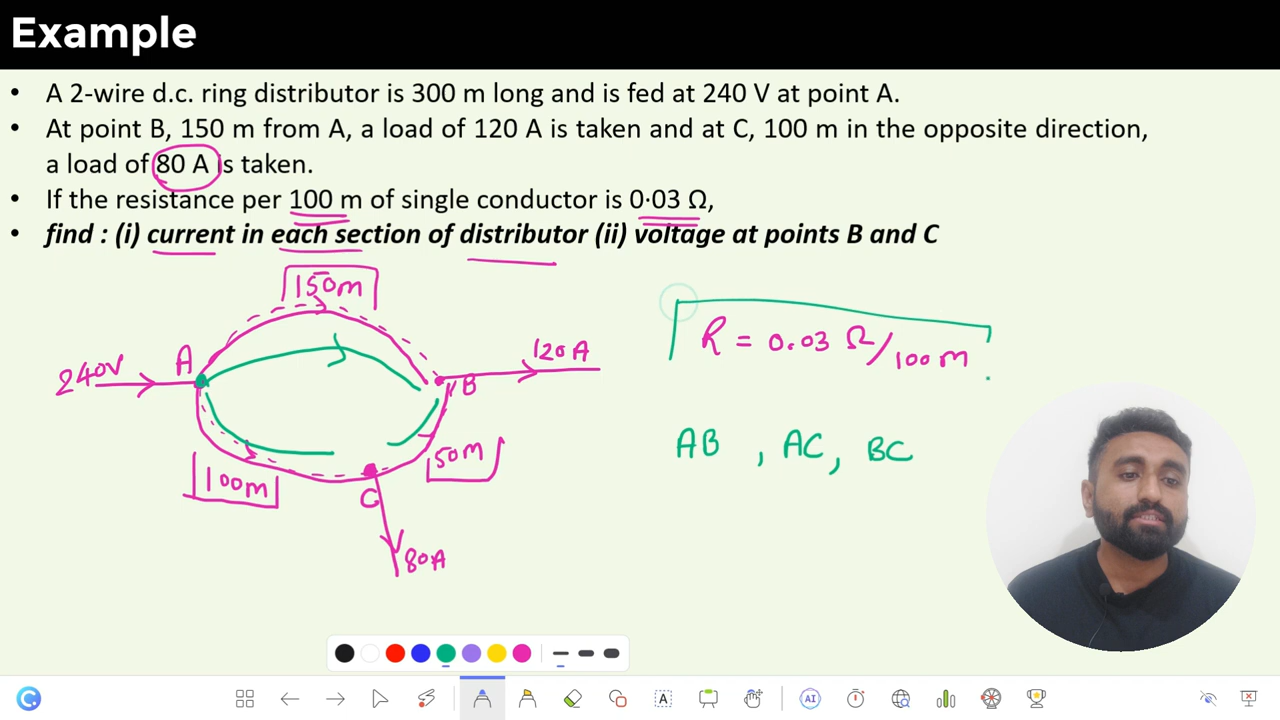 Example
• A 2-wire d.c. ring distributor is 300 m long and is fed at 240 V at point A.
• At point B, 150 m from A, a load of 120 A is taken and at C, 100 m in the opposite direction,
a load of 80 A is taken.
• If the resistance per 100 m of single conductor is 0·03 Ω,
• find : (i) current in each section of distributor (ii) voltage at points B and C
150m
R = 0.03 Ω/100 m
A
120A
240V
B
AB , AC, BC
50m
100m
C
80A
A
AI